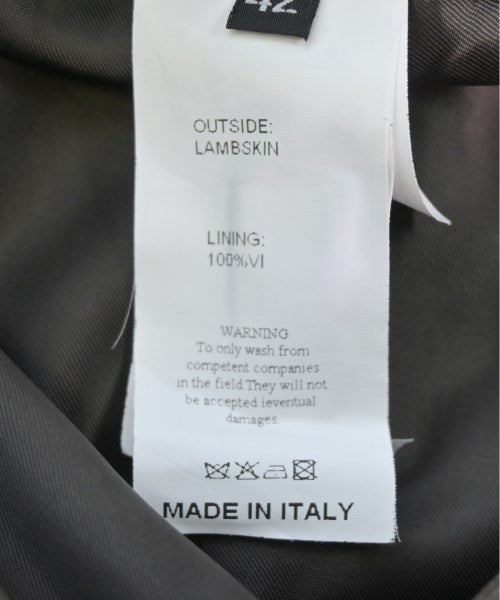 42
OUTSIDE:
LAMBSKIN
LINING:
100%VI
WARNING
To only wash from
competent companies
in the field They will not
be accepted ieventual
damages
MADE IN ITALY